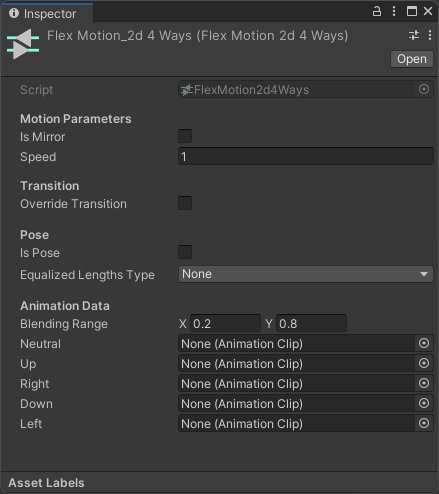 Inspector
Flex Motion_2d 4 Ways (Flex Motion 2d 4 Ways)
Open
Script FlexMotion2d4Ways
Motion Parameters
Is Mirror
Speed 1
Transition
Override Transition
Pose
Is Pose
Equalized Lengths Type None
Animation Data
Blending Range X 0.2 Y 0.8
Neutral None (Animation Clip)
Up None (Animation Clip)
Right None (Animation Clip)
Down None (Animation Clip)
Left None (Animation Clip)
Asset Labels